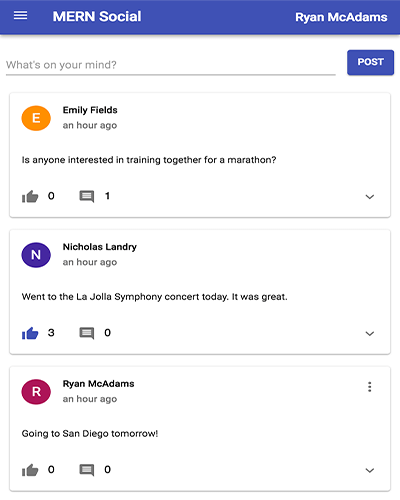 MERN Social
Ryan McAdams
What's on your mind?
POST
E
Emily Fields
an hour ago
Is anyone interested in training together for a marathon?
0 1
N
Nicholas Landry
an hour ago
Went to the La Jolla Symphony concert today. It was great.
3 0
R
Ryan McAdams
an hour ago
Going to San Diego tomorrow!
0 0